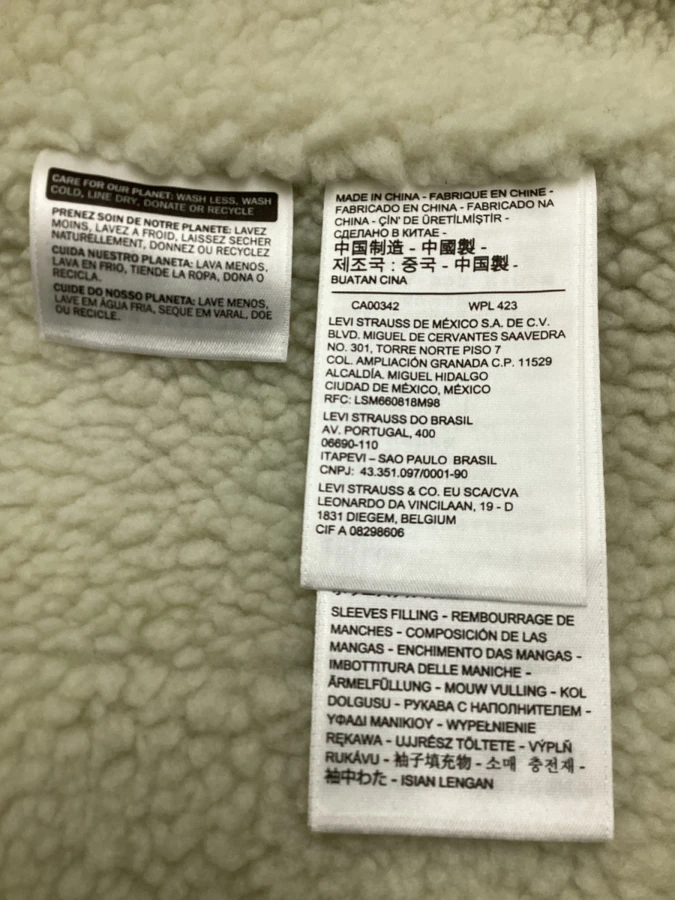 CARE FOR OUR PLANET: WASH LESS, WASH
COLD, LINE DRY, DONATE OR RECYCLE
PRENEZ SOIN DE NOTRE PLANETE: LAVEZ
MOINS, LAVEZ A FROID, LAISSEZ SECHER
NATURELLEMENT, DONNEZ OU RECYCLEZ
CUIDA NUESTRO PLANETA: LAVA MENOS,
LAVA EN FRIO, TIENDE LA ROPA, DONA O
RECICLA.
CUIDE DO NOSSO PLANETA: LAVE MENOS,
LAVE EM ÁGUA FRIA, SEQUE EM VARAL, DOE
OU RECICLE.
MADE IN CHINA - FABRIQUE EN CHINE -
FABRICADO EN CHINA - FABRICADO NA
CHINA - ÇİN' DE ÜRETİLMİŞTİR -
СДЕЛАНО В КИТАЕ -
中国制造 - 中國製 -
제조국 : 중국 - 中国製 -
BUATAN CINA
CA00342 WPL 423
LEVI STRAUSS DE MÉXICO S.A. DE C.V.
BLVD. MIGUEL DE CERVANTES SAAVEDRA
NO. 301, TORRE NORTE PISO 7
COL. AMPLIACIÓN GRANADA C.P. 11529
ALCALDÍA. MIGUEL HIDALGO
CIUDAD DE MÉXICO, MÉXICO
RFC: LSM660818M98
LEVI STRAUSS DO BRASIL
AV. PORTUGAL, 400
06690-110
ITAPEVI – SAO PAULO BRASIL
CNPJ: 43.351.097/0001-90
LEVI STRAUSS & CO. EU SCA/CVA
LEONARDO DA VINCILAAN, 19 - D
1831 DIEGEM, BELGIUM
CIF A 08298606
SLEEVES FILLING - REMBOURRAGE DE
MANCHES - COMPOSICIÓN DE LAS
MANGAS - ENCHIMENTO DAS MANGAS -
IMBOTTITURA DELLE MANICHE -
ÄRMELFÜLLUNG - MOUW VULLING - KOL
DOLGUSU - РУКАВА С НАПОЛНИТЕЛЕМ -
ΥΦΑΔΙ ΜΑΝΙΚΙΟΥ - WYPEŁNIENIE
RĘKAWA - UJJRÉSZ TÖLTETE - VÝPLŇ
RUKÁVU - 袖子填充物 - 소매 충전재 -
袖中わた - ISIAN LENGAN